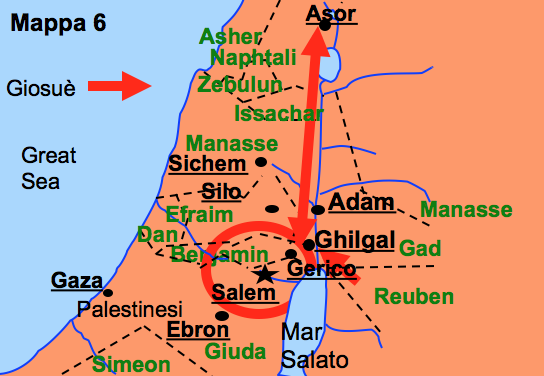 Mappa 6
Asor
Asher
Naphtali
Zebulun
Giosuè
Issachar
Manasse
Great
Sea
Sichem
Silo
Adam
Manasse
Efraim
Dan
Ghilgal
Gad
Benjamin
Gerico
Gaza
Salem
Reuben
Palestinesi
Ebron
Mar
Salato
Giuda
Simeon